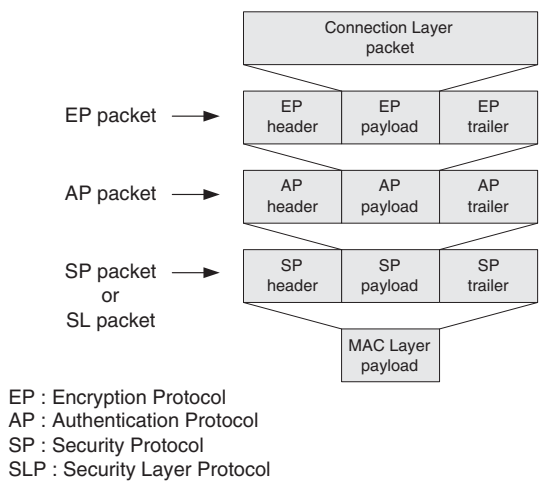 Connection Layer
packet
EP packet
EP
header
EP
payload
EP
trailer
AP packet
AP
header
AP
payload
AP
trailer
SP packet
or
SL packet
SP
header
SP
payload
SP
trailer
MAC Layer
payload
EP : Encryption Protocol
AP : Authentication Protocol
SP : Security Protocol
SLP : Security Layer Protocol